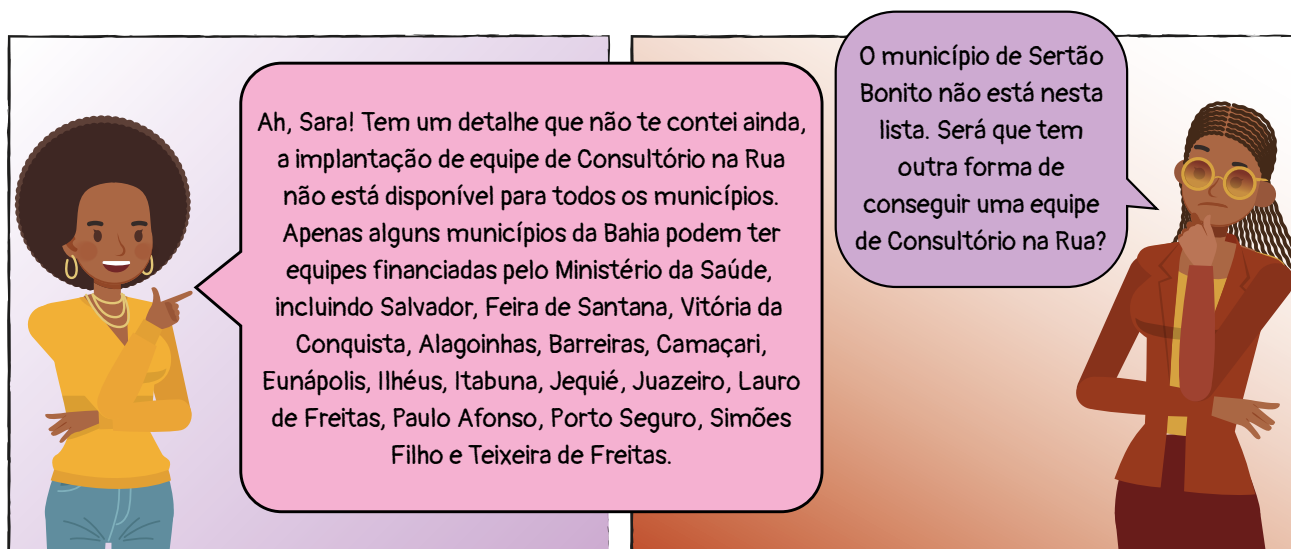 Ah, Sara! Tem um detalhe que não te contei ainda,
a implantação de equipe de Consultório na Rua
não está disponível para todos os municípios.
Apenas alguns municípios da Bahia podem ter
equipes financiadas pelo Ministério da Saúde,
incluindo Salvador, Feira de Santana, Vitória da
Conquista, Alagoinhas, Barreiras, Camaçari,
Eunápolis, Ilhéus, Itabuna, Jequié, Juazeiro, Lauro
de Freitas, Paulo Afonso, Porto Seguro, Simões
Filho e Teixeira de Freitas.
O município de Sertão
Bonito não está nesta
lista. Será que tem
outra forma de
conseguir uma equipe
de Consultório na Rua?